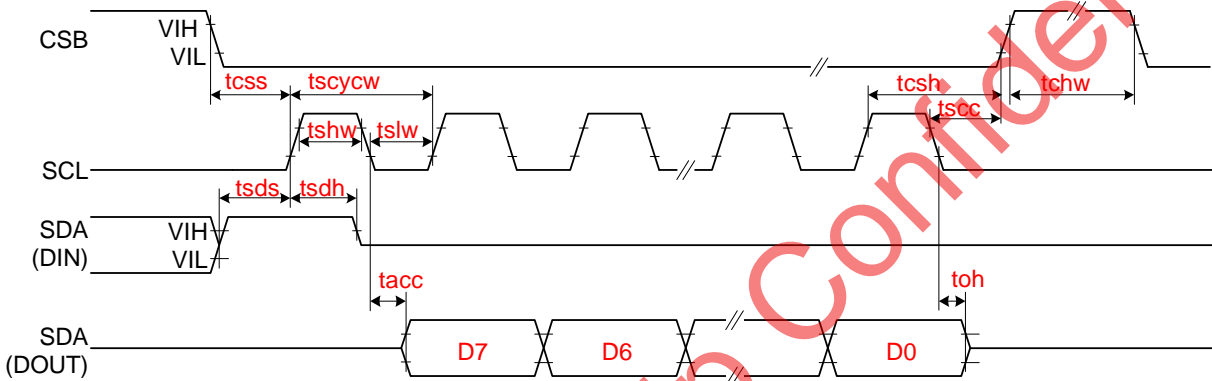 CSB
VIH
VIL
tcss
tscycw
tcsh
tchw
tscc
tshw
tslw
SCL
tsds
tsdh
SDA
(DIN)
VIH
VIL
tacc
toh
SDA
(DOUT)
D7
D6
D0